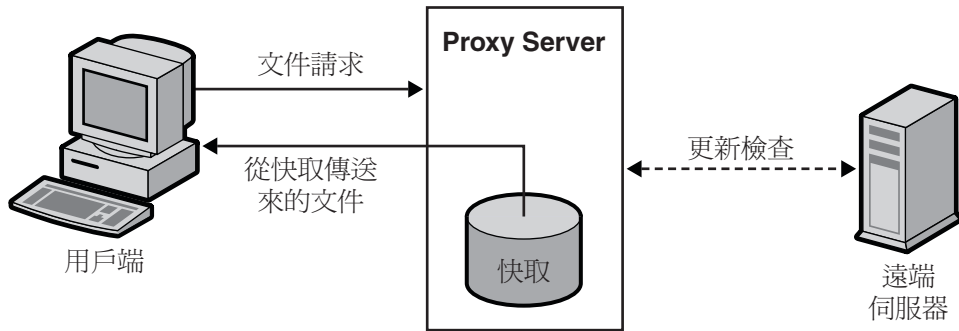 Proxy Server
文件請求
更新檢查
從快取傳送
來的文件
用戶端
快取
遠端
伺服器